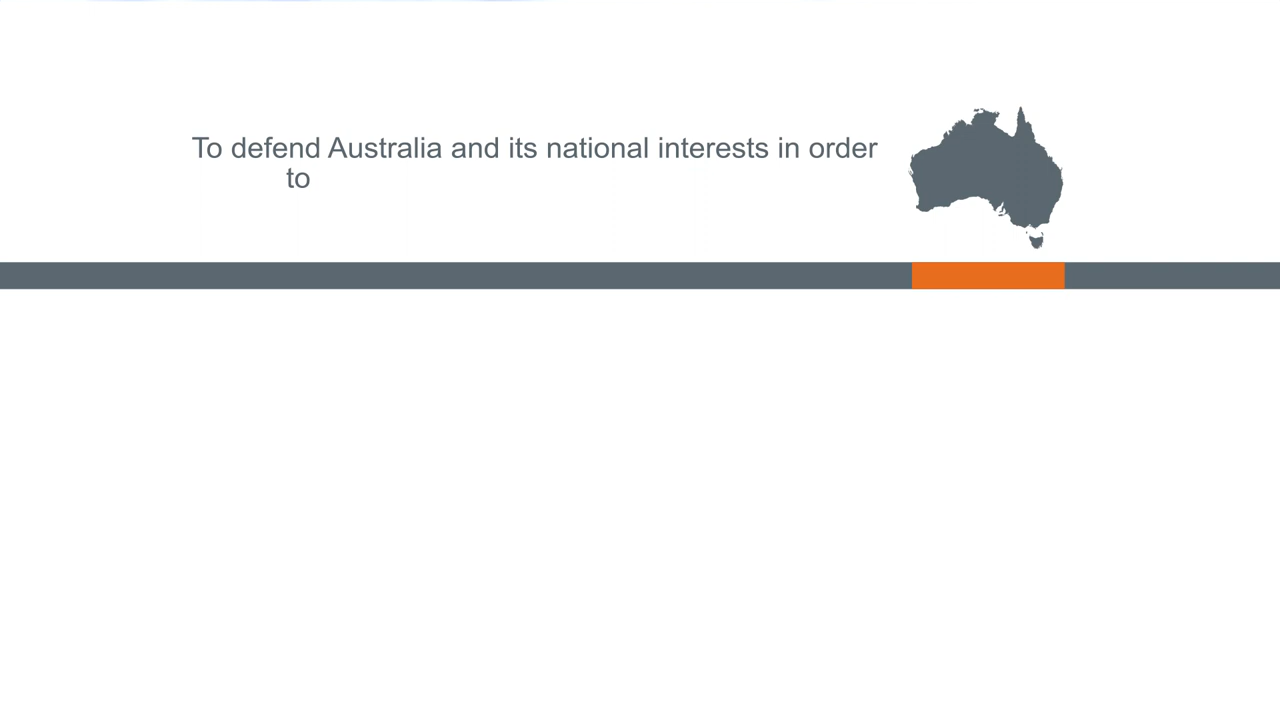 To defend Australia and its national interests in order
to